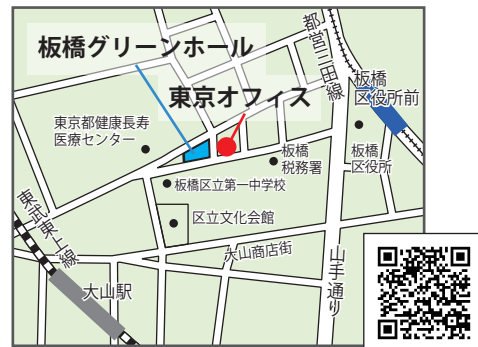 板橋グリーンホール
東京オフィス
都営三田線
板橋
区役所前
東京都健康長寿
医療センター
板橋
税務署
板橋
区役所
板橋区立第一中学校
区立文化会館
東武東上線
大山商店街
山手通り
大山駅